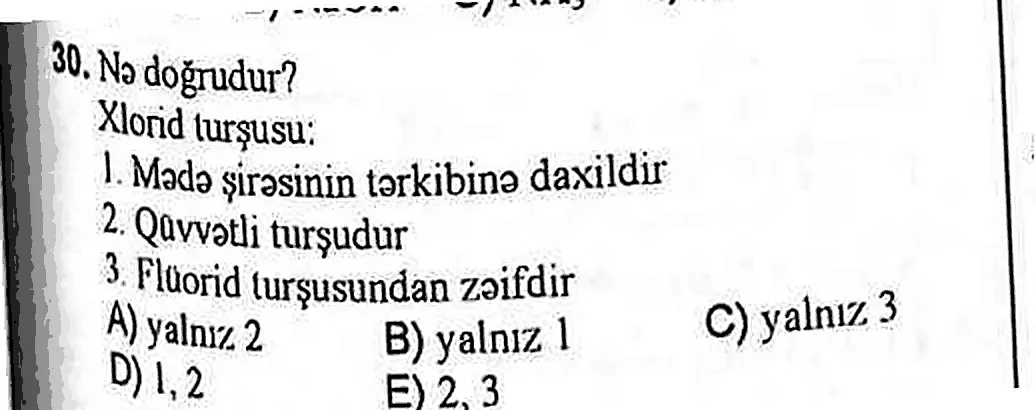 30. Nə doğrudur?
Xlorid turşusu:
1. Mədə şirəsinin tərkibinə daxildir
2. Qüvvətli turşudur
3. Flüorid turşusundan zəifdir
A) yalnız 2 B) yalnız 1 C) yalnız 3
D) 1, 2 E) 2, 3